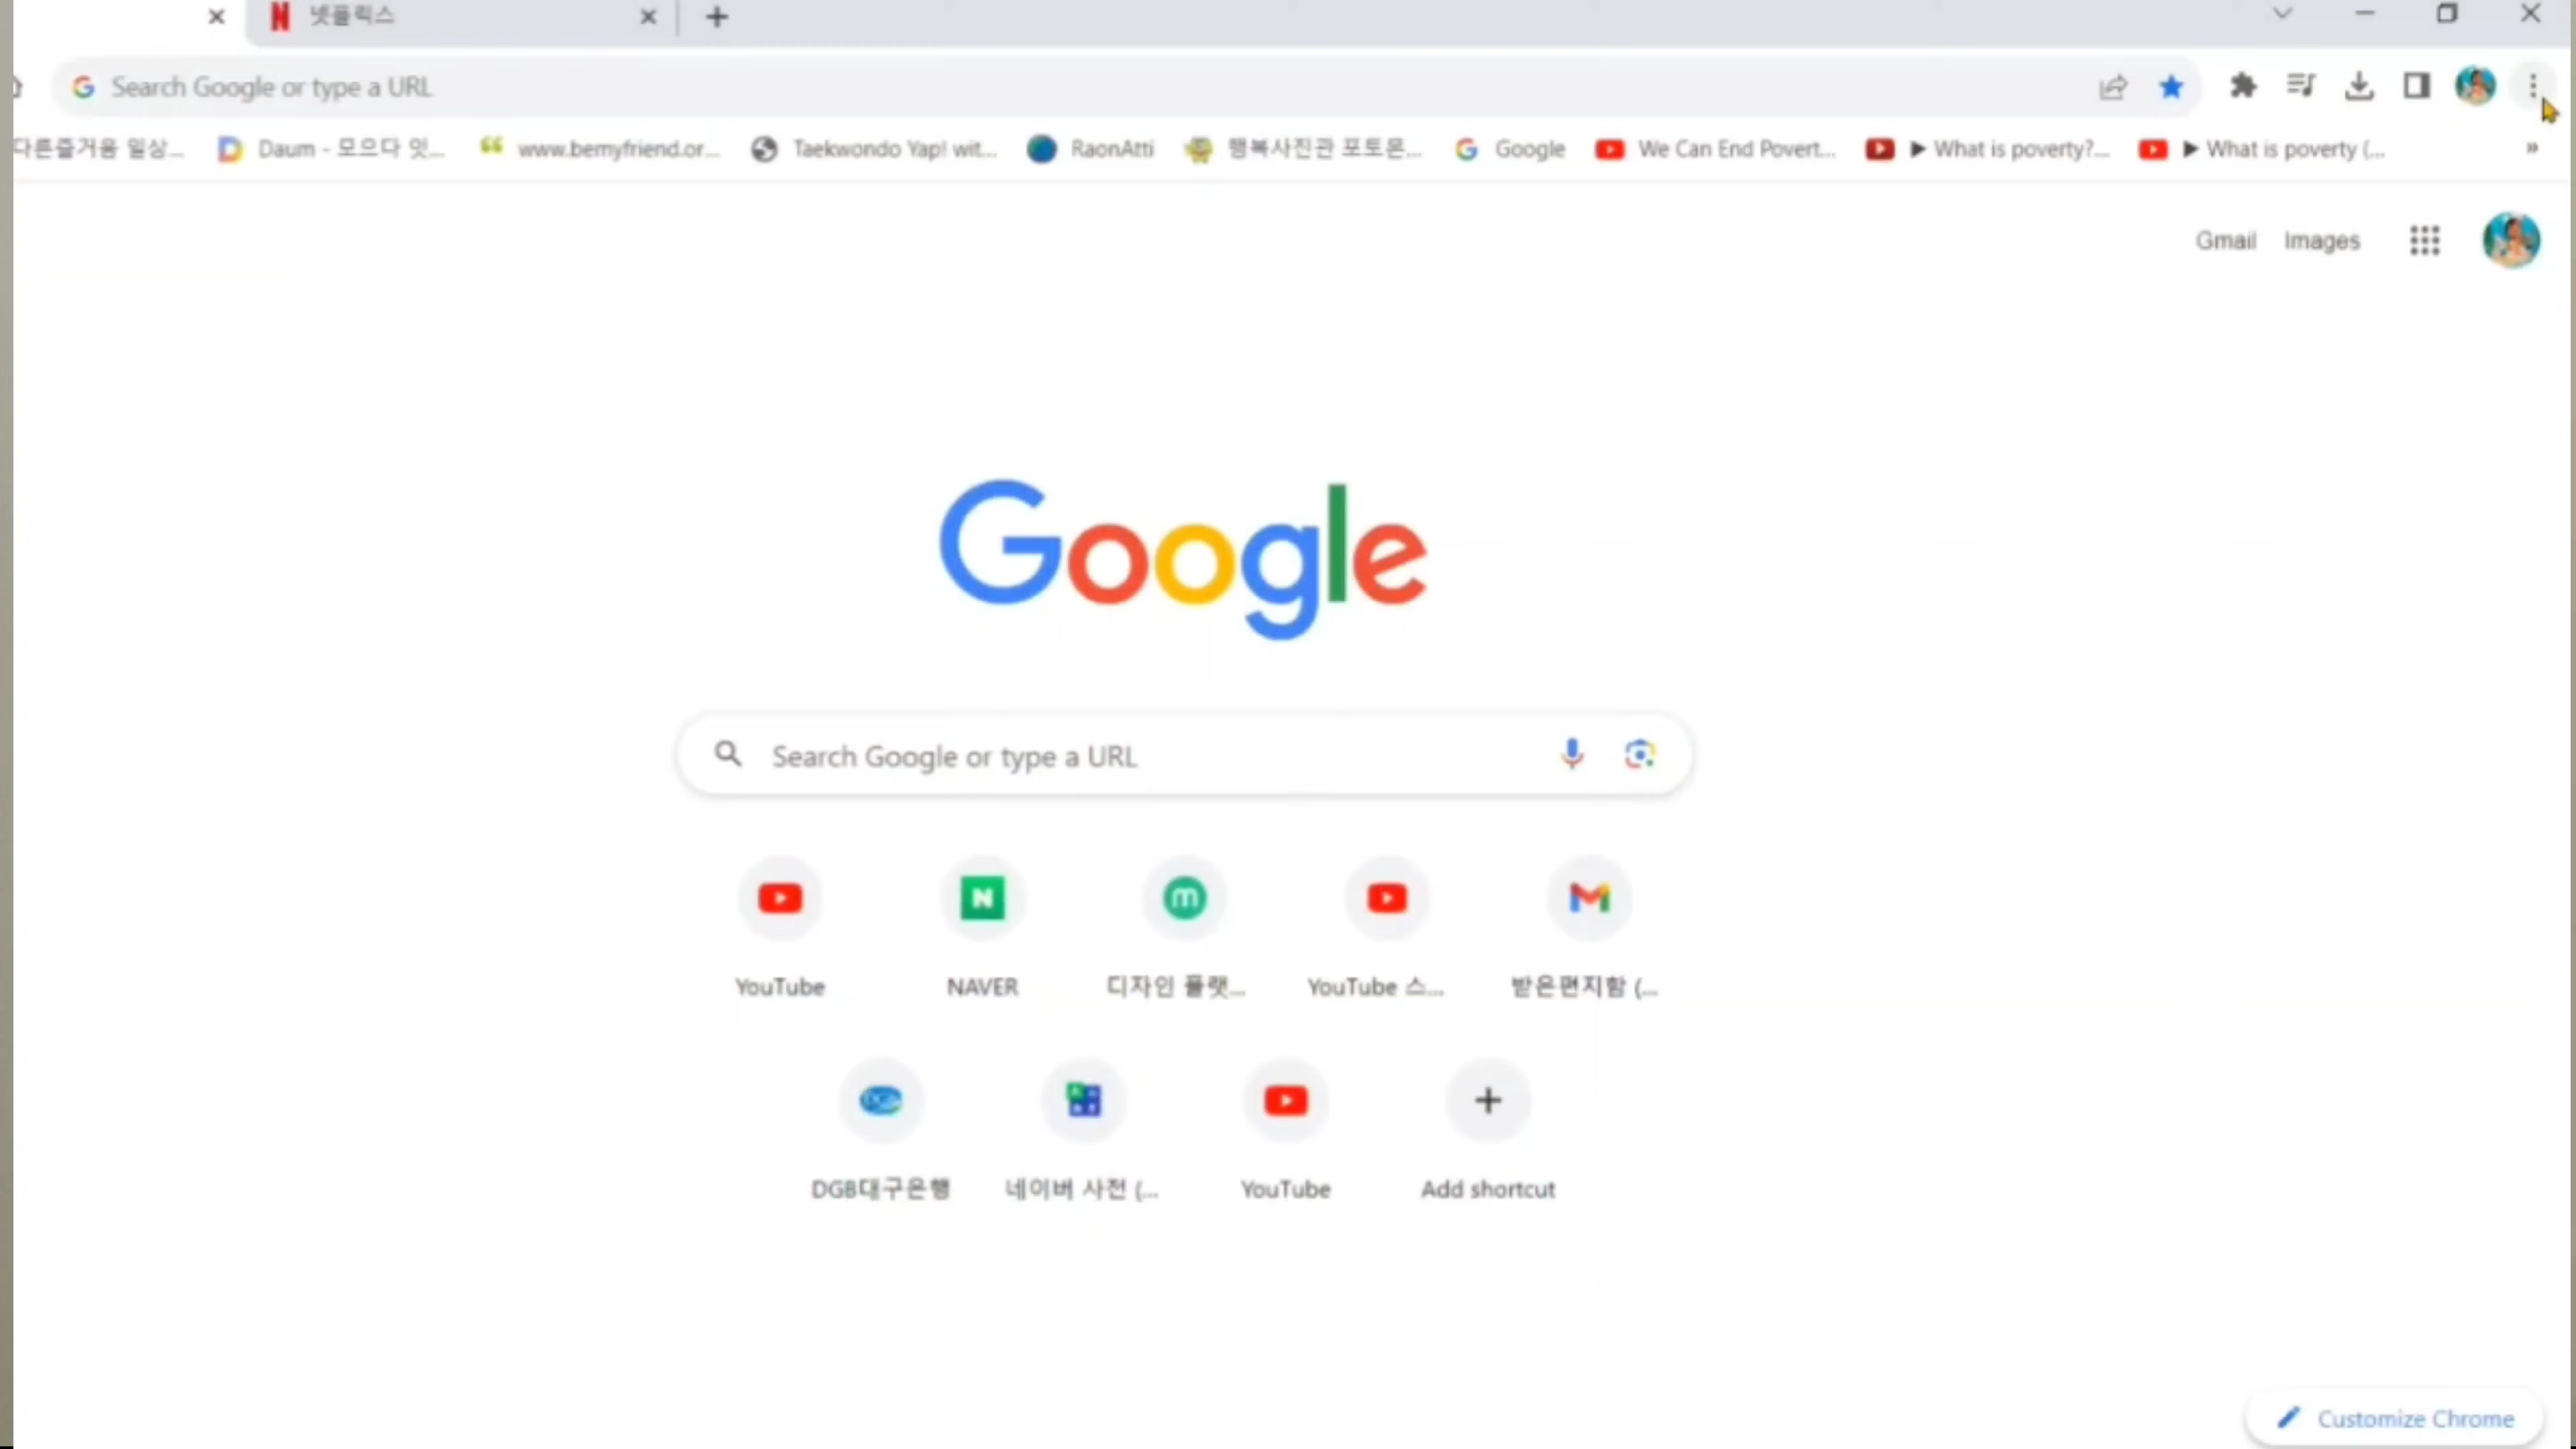 넷플릭스
Search Google or type a URL
다른즐거움 일상... Daum - 모으다 잇... www.bemyfriend.or... Taekwondo Yap! wit... RaonAtti 행복사진관 포토몬... Google We Can End Povert... ▶ What is poverty?... ▶ What is poverty (...
Gmail Images
Google
Search Google or type a URL
YouTube NAVER 디자인 플랫... YouTube 스... 받은편지함 (...
DGB대구은행 네이버 사전 (... YouTube Add shortcut
Customize Chrome